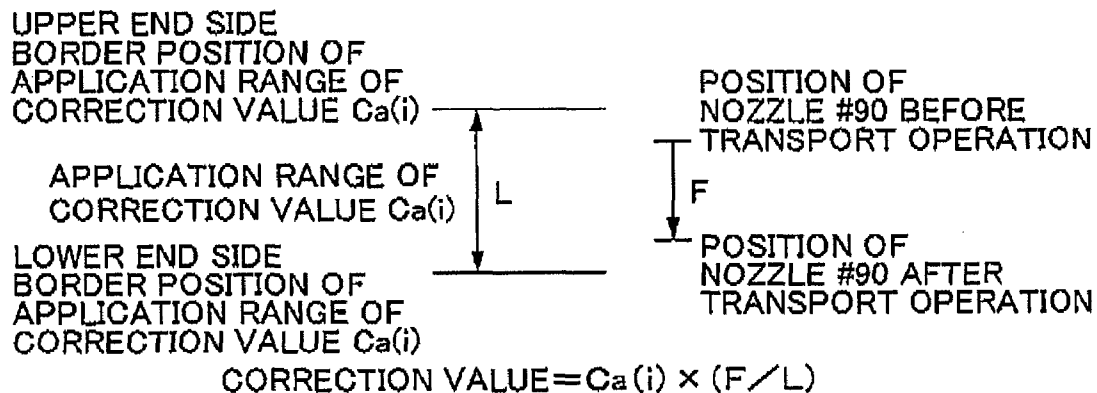 UPPER END SIDE
BORDER POSITION OF
APPLICATION RANGE OF
CORRECTION VALUE Ca(i)
APPLICATION RANGE OF
CORRECTION VALUE Ca(i)
L
LOWER END SIDE
BORDER POSITION OF
APPLICATION RANGE OF
CORRECTION VALUE Ca(i)
POSITION OF
NOZZLE #90 BEFORE
TRANSPORT OPERATION
F
POSITION OF
NOZZLE #90 AFTER
TRANSPORT OPERATION
CORRECTION VALUE=Ca(i) × (F/L)